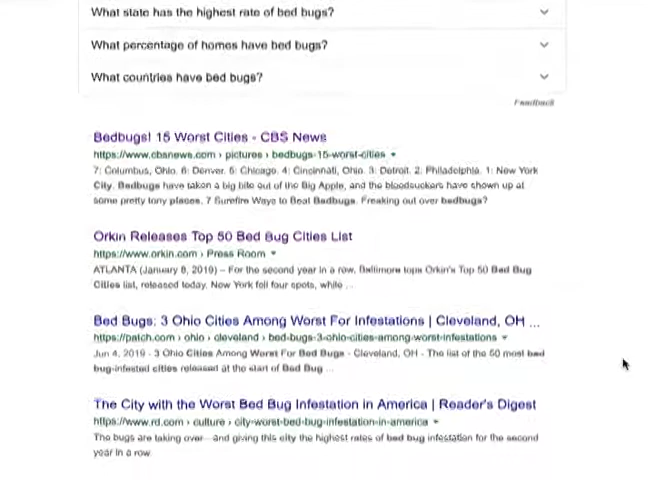 What state has the highest rate of bed bugs?
What percentage of homes have bed bugs?
What countries have bed bugs?
Feedback
Bedbugs! 15 Worst Cities - CBS News
https://www.cbsnews.com › pictures › bedbugs-15-worst-cities
7: Columbus, Ohio. 6: Denver. 5: Chicago. 4: Cincinnati, Ohio. 3: Detroit. 2: Philadelphia. 1: New York
City. Bedbugs have taken a big bite out of the Big Apple, and the bloodsuckers have shown up at
some pretty tony places. 7 Surefire Ways to Beat Bedbugs. Freaking out over bedbugs?
Orkin Releases Top 50 Bed Bug Cities List
https://www.orkin.com › Press Room
ATLANTA (January 8, 2019) – For the second year in a row, Baltimore tops Orkin's Top 50 Bed Bug
Cities list, released today. New York fell four spots, while ...
Bed Bugs: 3 Ohio Cities Among Worst For Infestations | Cleveland, OH ...
https://patch.com › ohio › cleveland › bed-bugs-3-ohio-cities-among-worst-infestations
Jun 4, 2019 - 3 Ohio Cities Among Worst For Bed Bugs - Cleveland, OH - The list of the 50 most bed
bug-infested cities released at the start of Bed Bug ...
The City with the Worst Bed Bug Infestation in America | Reader's Digest
https://www.rd.com › culture › city-worst-bed-bug-infestation-in-america
The bugs are taking over—and giving this city the highest rates of bed bug infestation for the second
year in a row.